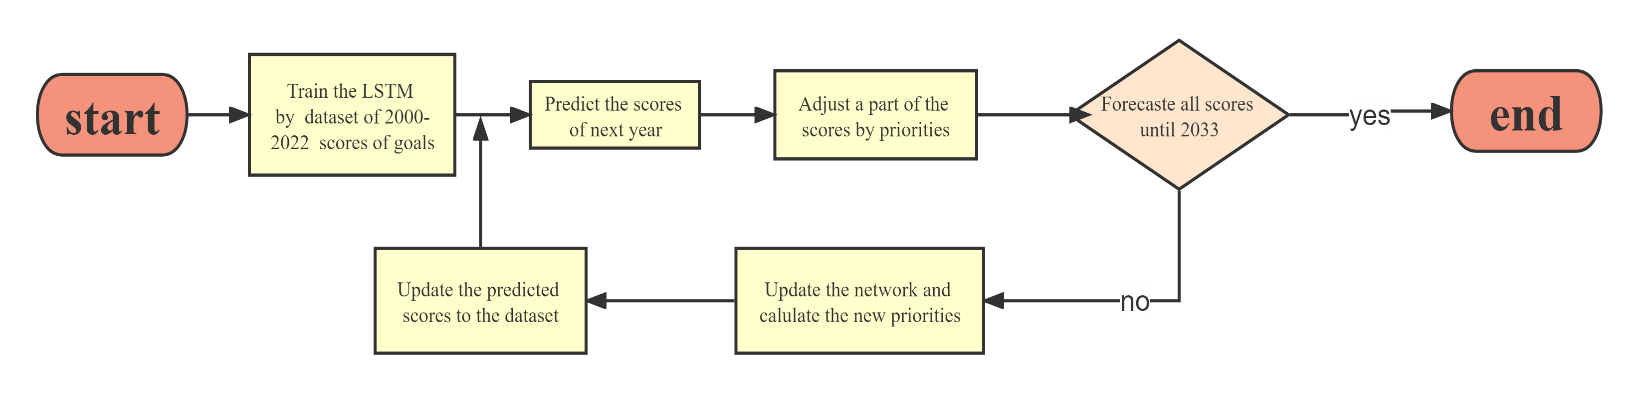 start
Train the LSTM
by dataset of 2000-
2022 scores of goals
Predict the scores
of next year
Adjust a part of the
scores by priorities
Forecaste all scores
until 2033
yes
end
no
Update the network and
calulate the new priorities
Update the predicted
scores to the dataset